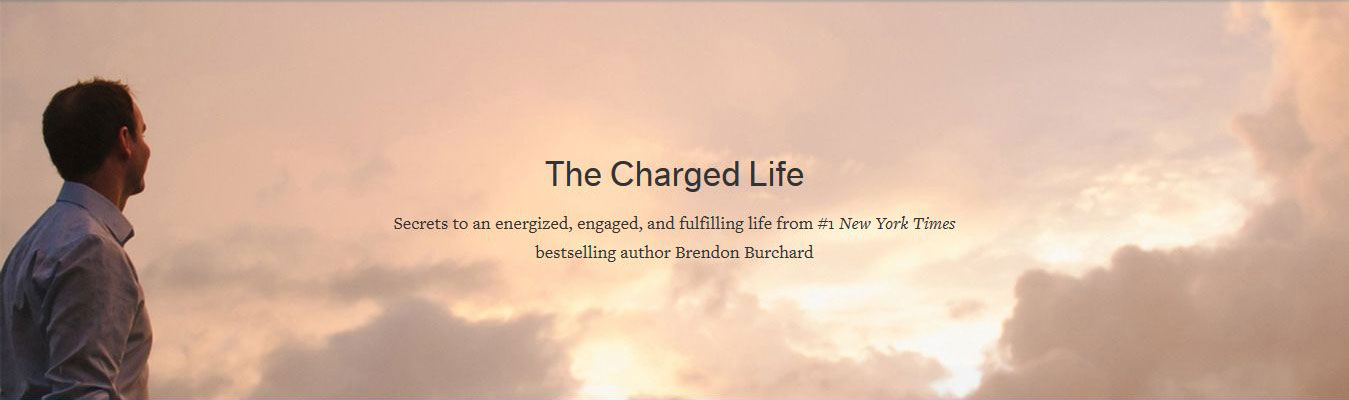 The Charged Life
Secrets to an energized, engaged, and fulfilling life from #1 New York Times
bestselling author Brendon Burchard